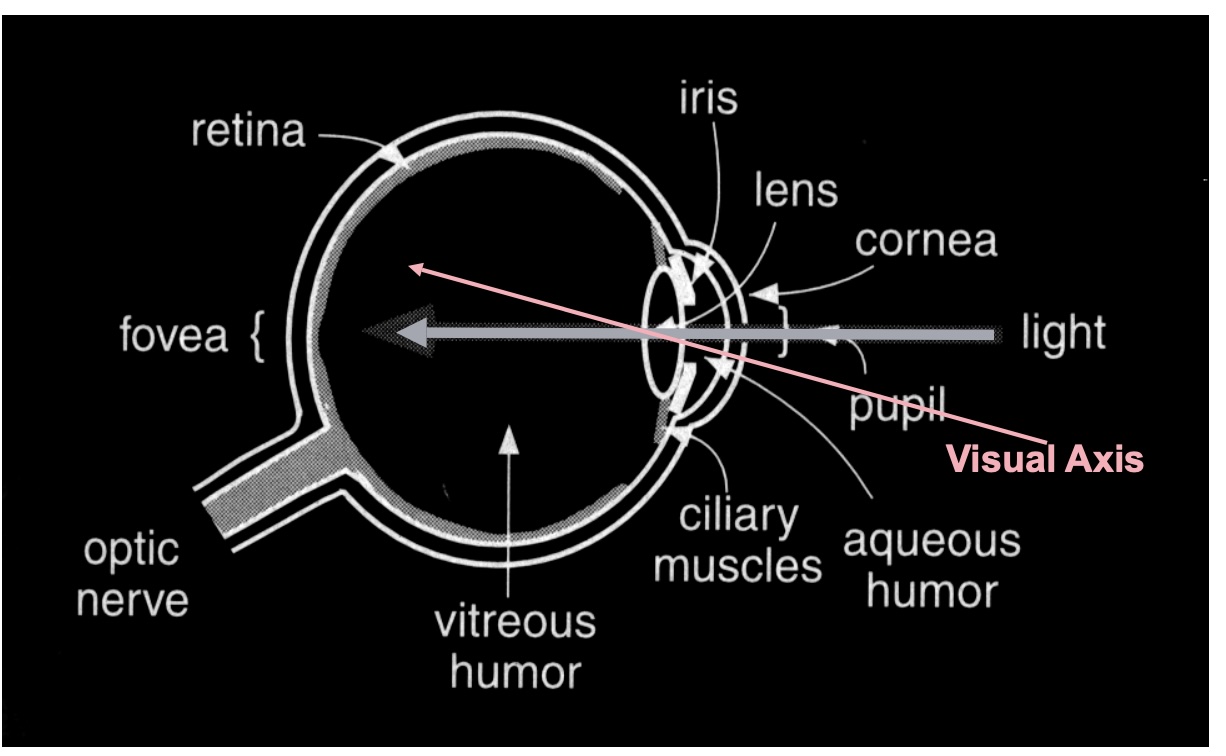 iris
retina
lens
cornea
fovea {
} light
pupil
Visual Axis
ciliary
muscles
aqueous
humor
optic
nerve
vitreous
humor